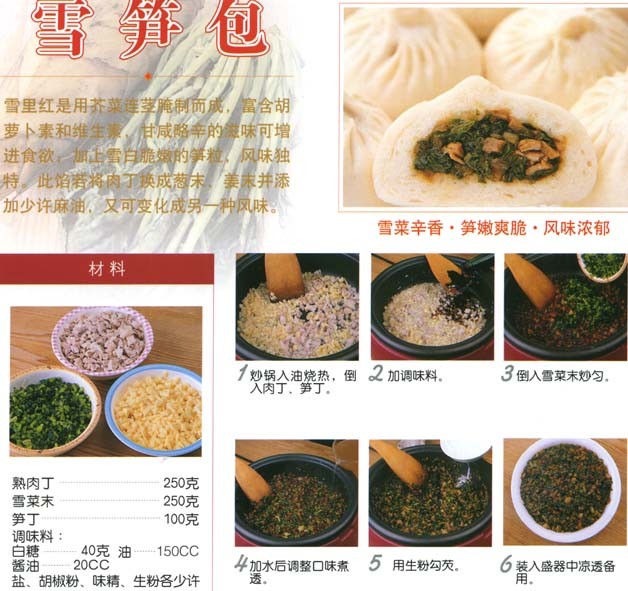 雪笋包
雪里红是用芥菜连茎腌制而成，富含胡
萝卜素和维生素，甘咸略辛的滋味可增
进食欲，加上雪白脆嫩的笋粒，风味独
特。此馅若将肉丁换成葱末、姜末并添
加少许麻油，又可变化成另一种风味。
雪菜辛香·笋嫩爽脆·风味浓郁
材料
熟肉丁 250克
雪菜末 250克
笋丁 100克
调味料：
白糖 40克 油 150CC
酱油 20CC
盐、胡椒粉、味精、生粉各少许
1 炒锅入油烧热，倒
入肉丁、笋丁。
2 加调味料。
3 倒入雪菜末炒匀。
4 加水后调整口味煮
透。
5 用生粉勾芡。
6 装入盛器中凉透备
用。